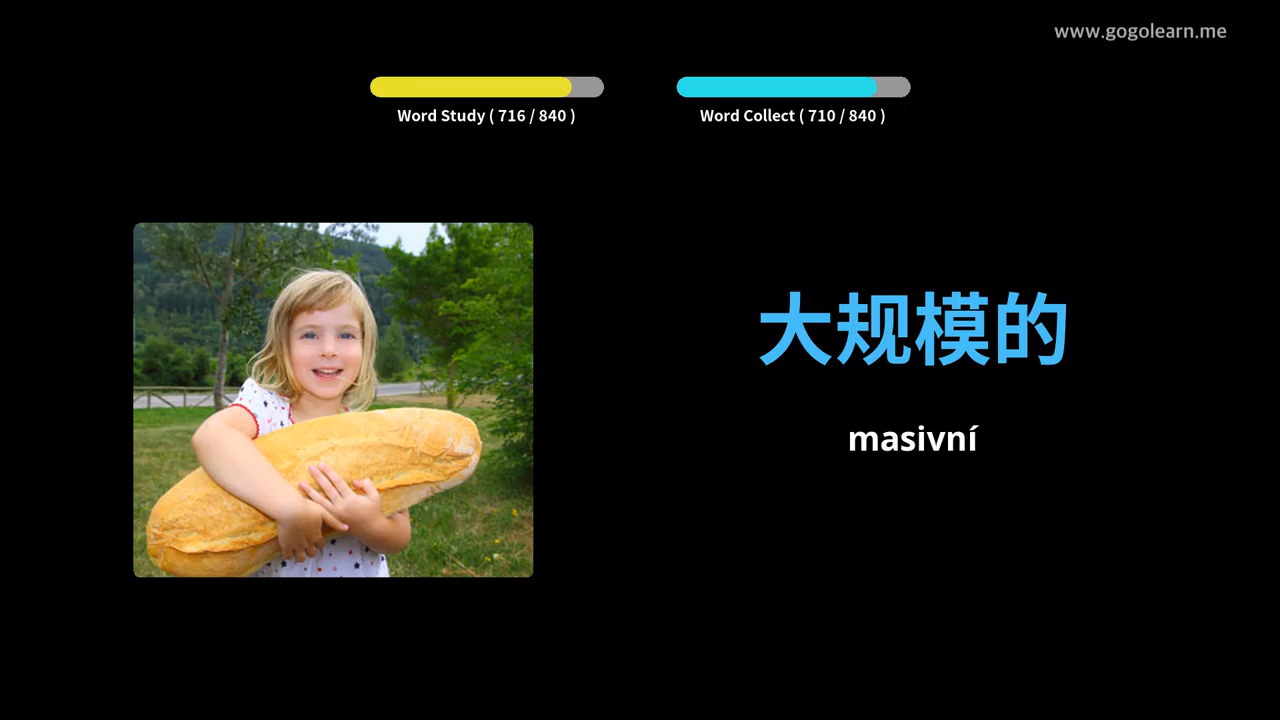 www.gogolearn.me
Word Study ( 716 / 840 )
Word Collect ( 710 / 840 )
大规模的
masivní